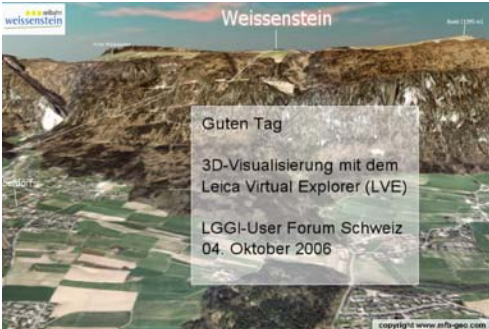 seilbahn
weissenstein
Weissenstein
Guten Tag
3D-Visualisierung mit dem
Leica Virtual Explorer (LVE)
LGGI-User Forum Schweiz
04. Oktober 2006
copyright www.mfb-geo.com